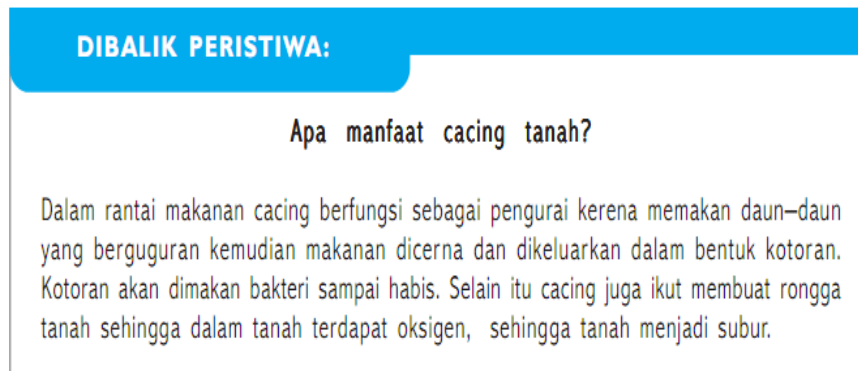 DIBALIK PERISTIWA:
Apa manfaat cacing tanah?
Dalam rantai makanan cacing berfungsi sebagai pengurai kerena memakan daun–daun
yang berguguran kemudian makanan dicerna dan dikeluarkan dalam bentuk kotoran.
Kotoran akan dimakan bakteri sampai habis. Selain itu cacing juga ikut membuat rongga
tanah sehingga dalam tanah terdapat oksigen, sehingga tanah menjadi subur.